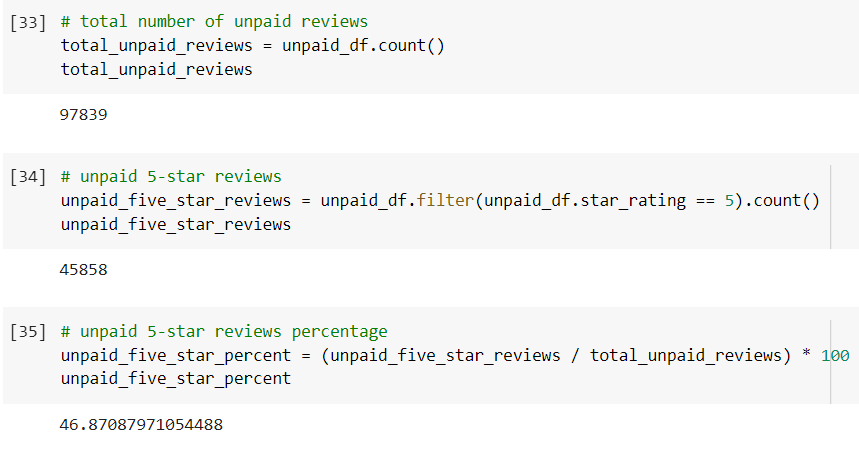 [33] # total number of unpaid reviews
total_unpaid_reviews = unpaid_df.count()
total_unpaid_reviews
97839
[34] # unpaid 5-star reviews
unpaid_five_star_reviews = unpaid_df.filter(unpaid_df.star_rating == 5).count()
unpaid_five_star_reviews
45858
[35] # unpaid 5-star reviews percentage
unpaid_five_star_percent = (unpaid_five_star_reviews / total_unpaid_reviews) * 100
unpaid_five_star_percent
46.87087971054488